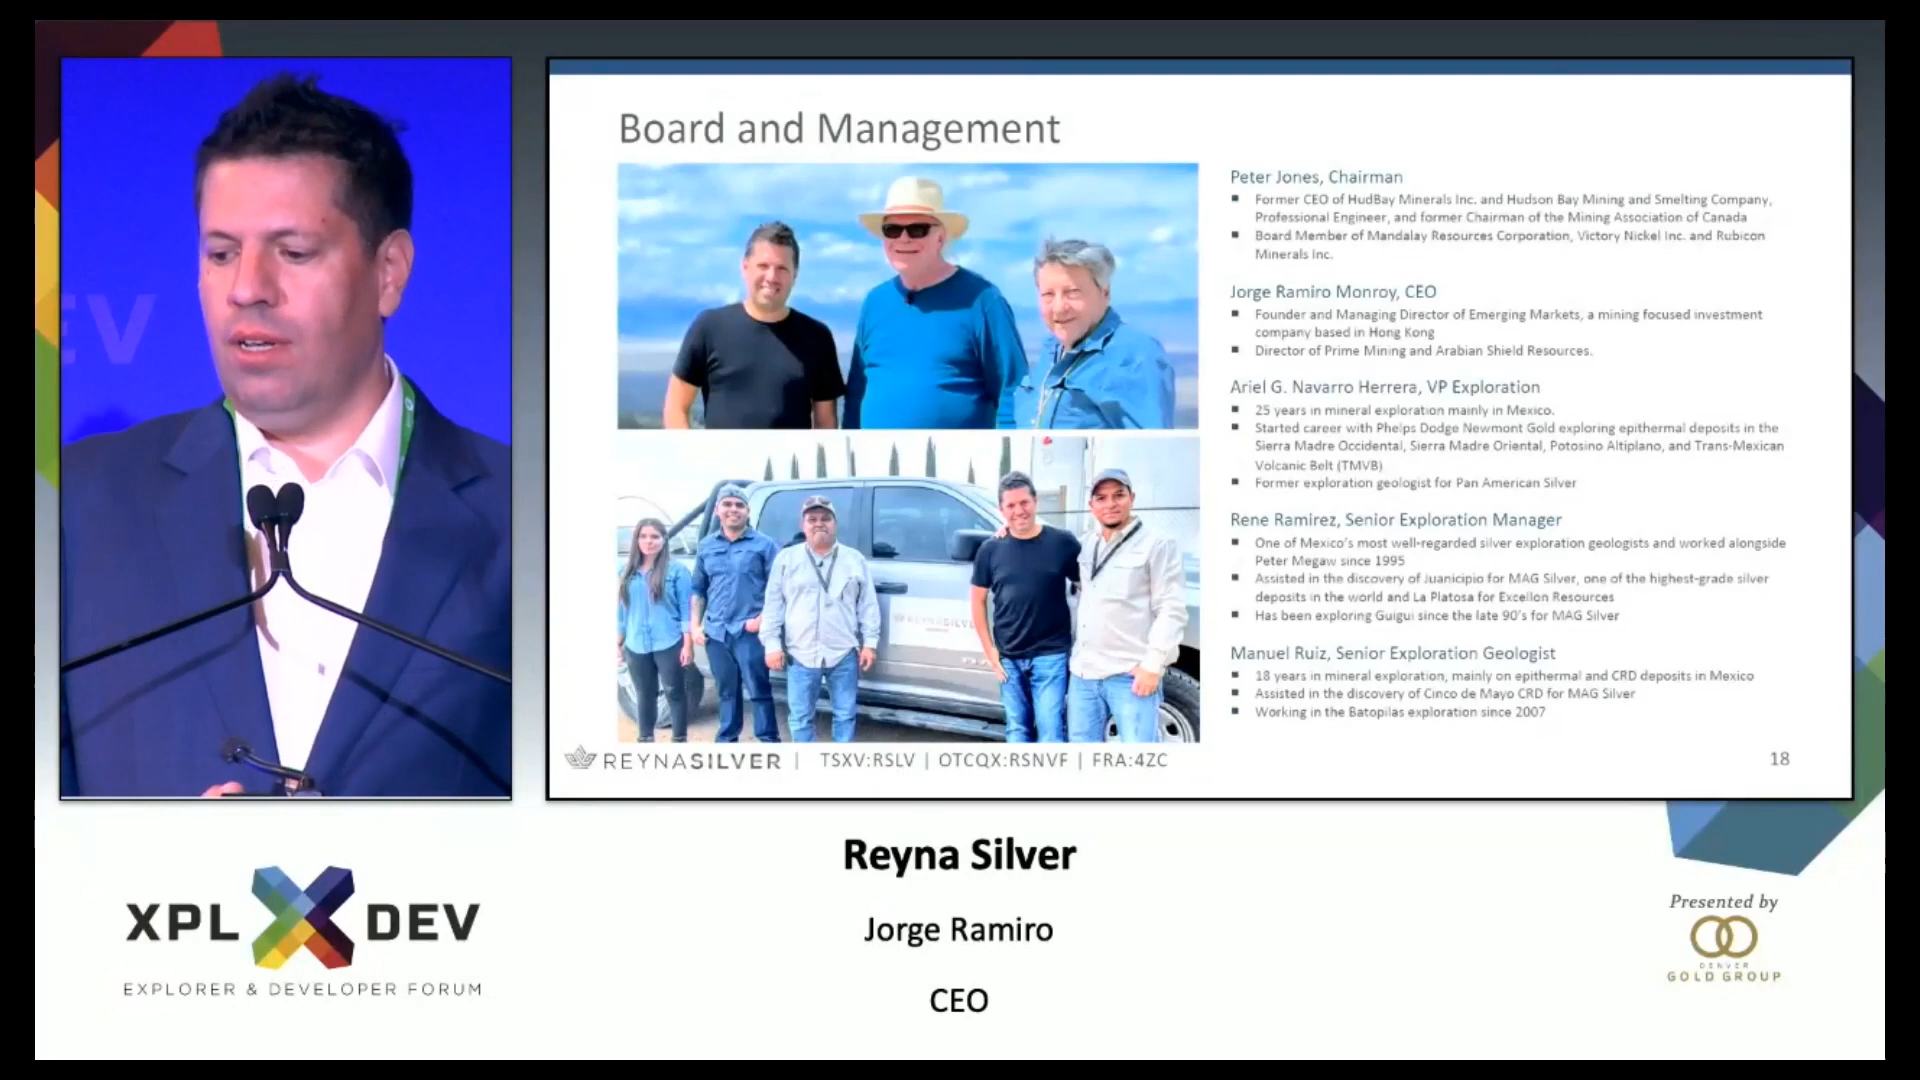 EV
Board and Management
Peter Jones, Chairman
Former CEO of HudBay Minerals Inc. and Hudson Bay Mining and Smelting Company,
Professional Engineer, and former Chairman of the Mining Association of Canada
Board Member of Mandalay Resources Corporation, Victory Nickel Inc. and Rubicon
Minerals Inc.
Jorge Ramiro Monroy, CEO
Founder and Managing Director of Emerging Markets, a mining focused investment
company based in Hong Kong
Director of Prime Mining and Arabian Shield Resources.
Ariel G. Navarro Herrera, VP Exploration
25 years in mineral exploration mainly in Mexico.
Started career with Phelps Dodge Newmont Gold exploring epithermal deposits in the
Sierra Madre Occidental, Sierra Madre Oriental, Potosino Altiplano, and Trans-Mexican
Volcanic Belt (TMVB)
Former exploration geologist for Pan American Silver
Rene Ramirez, Senior Exploration Manager
One of Mexico's most well-regarded silver exploration geologists and worked alongside
Peter Megaw since 1995
Assisted in the discovery of Juanicipio for MAG Silver, one of the highest-grade silver
deposits in the world and La Platosa for Excellon Resources
Has been exploring Guigui since the late 90's for MAG Silver
Manuel Ruiz, Senior Exploration Geologist
18 years in mineral exploration, mainly on epithermal and CRD deposits in Mexico
Assisted in the discovery of Cinco de Mayo CRD for MAG Silver
Working in the Batopilas exploration since 2007
REYNASILVER
REYNASILVER | TSXV:RSLV | OTCQX:RSNVF | FRA:4ZC
18
Reyna Silver
Jorge Ramiro
CEO
XPL DEV
EXPLORER & DEVELOPER FORUM
Presented by
DENVER
GOLD GROUP